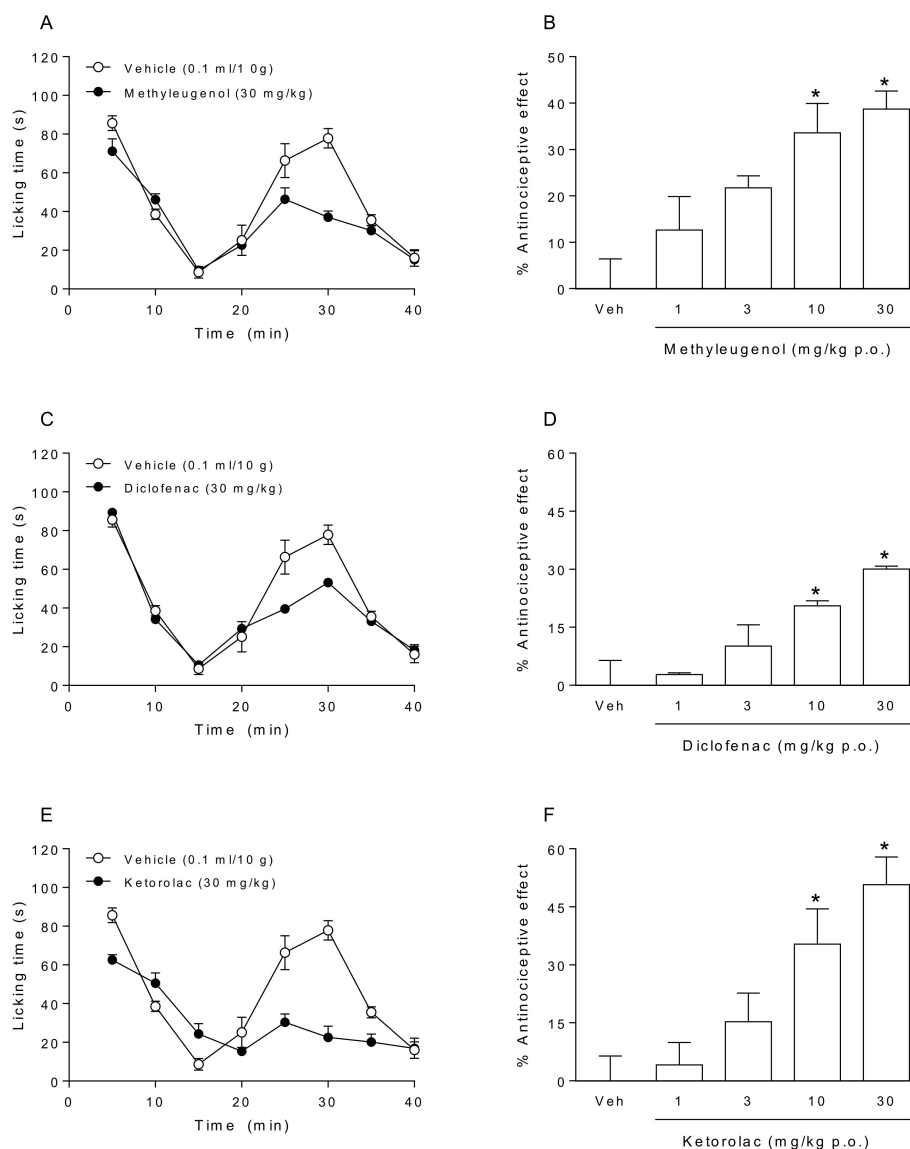 A
Licking time (s)
120
100
80
60
40
20
0
Vehicle (0.1 ml/1 0g)
Methyleugenol (30 mg/kg)
0 10 20 30 40
Time (min)
B
% Antinociceptive effect
50
40
30
20
10
0
* *
Veh 1 3 10 30
Methyleugenol (mg/kg p.o.)
C
Licking time (s)
120
100
80
60
40
20
0
Vehicle (0.1 ml/10 g)
Diclofenac (30 mg/kg)
0 10 20 30 40
Time (min)
D
% Antinociceptive effect
60
45
30
15
0
* *
Veh 1 3 10 30
Diclofenac (mg/kg p.o.)
E
Licking time (s)
120
100
80
60
40
20
0
Vehicle (0.1 ml/10 g)
Ketorolac (30 mg/kg)
0 10 20 30 40
Time (min)
F
% Antinociceptive effect
60
45
30
15
0
* *
Veh 1 3 10 30
Ketorolac (mg/kg p.o.)